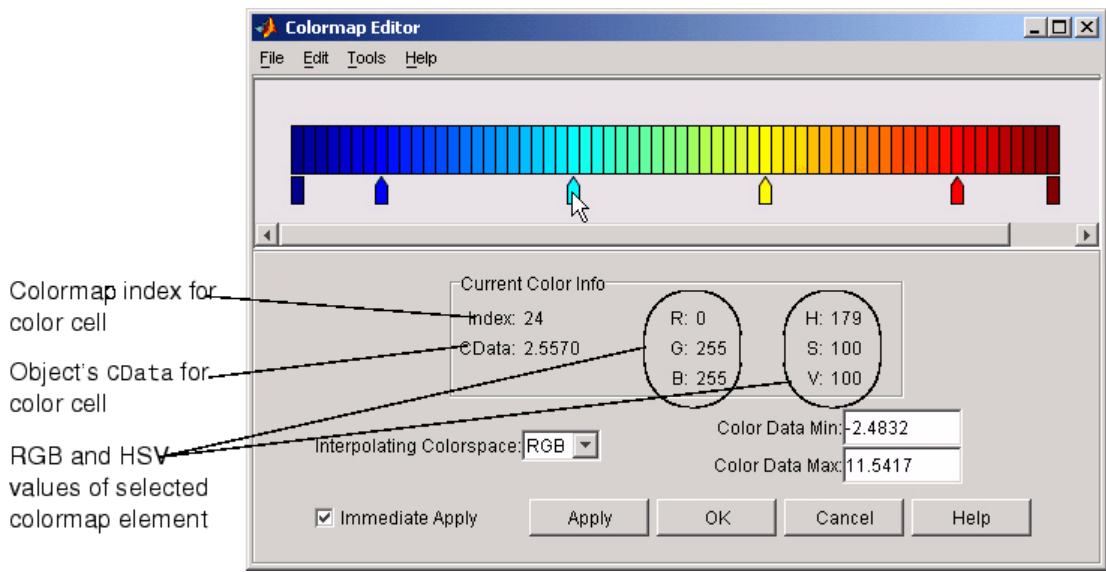 Colormap Editor
File Edit Tools Help
Colormap index for
color cell
Object's CData for
color cell
RGB and HSV
values of selected
colormap element
Current Color Info
Index: 24
CData: 2.5570
R: 0
G: 255
B: 255
H: 179
S: 100
V: 100
Interpolating Colorspace: RGB
Color Data Min: -2.4832
Color Data Max: 11.5417
Immediate Apply
Apply
OK
Cancel
Help